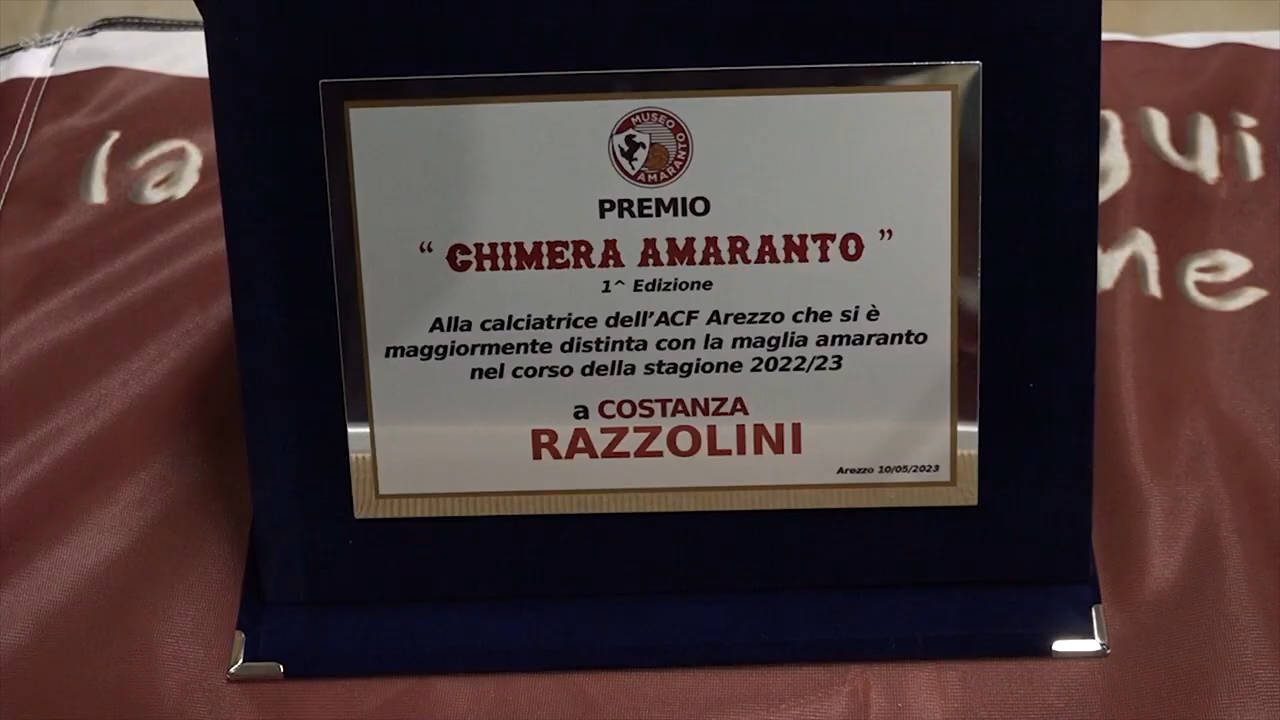 MUSEO
AMARANTO
PREMIO
“ CHIMERA AMARANTO ”
1^ Edizione
Alla calciatrice dell’ACF Arezzo che si è
maggiormente distinta con la maglia amaranto
nel corso della stagione 2022/23
a COSTANZA
RAZZOLINI
Arezzo 10/05/2023
la
gui
me